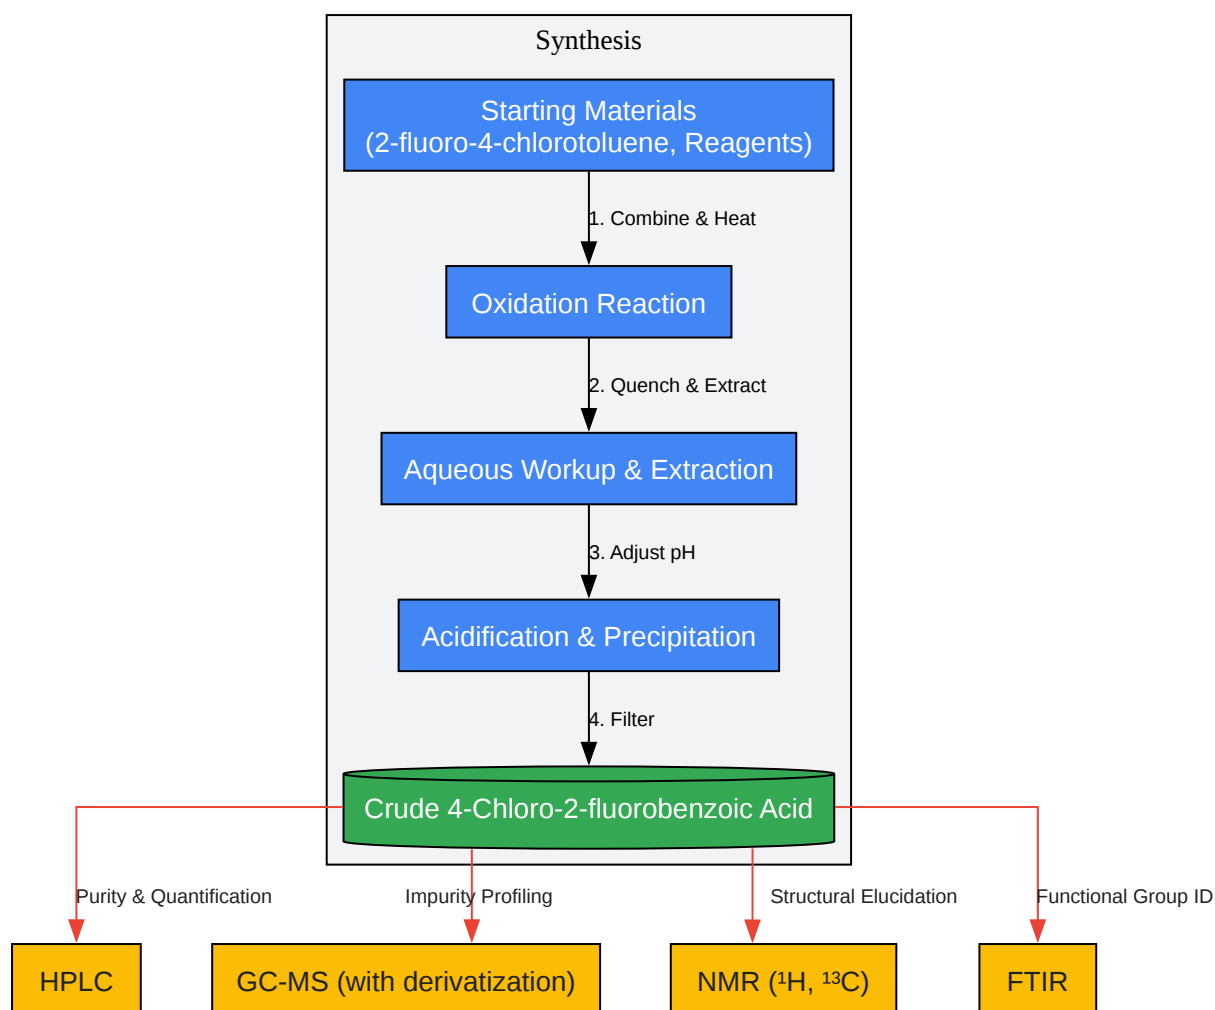 Synthesis
Starting Materials
(2-fluoro-4-chlorotoluene, Reagents)
1. Combine & Heat
Oxidation Reaction
2. Quench & Extract
Aqueous Workup & Extraction
3. Adjust pH
Acidification & Precipitation
4. Filter
Crude 4-Chloro-2-fluorobenzoic Acid
Purity & Quantification
Impurity Profiling
Structural Elucidation
Functional Group ID
HPLC
GC-MS (with derivatization)
NMR (¹H, ¹³C)
FTIR